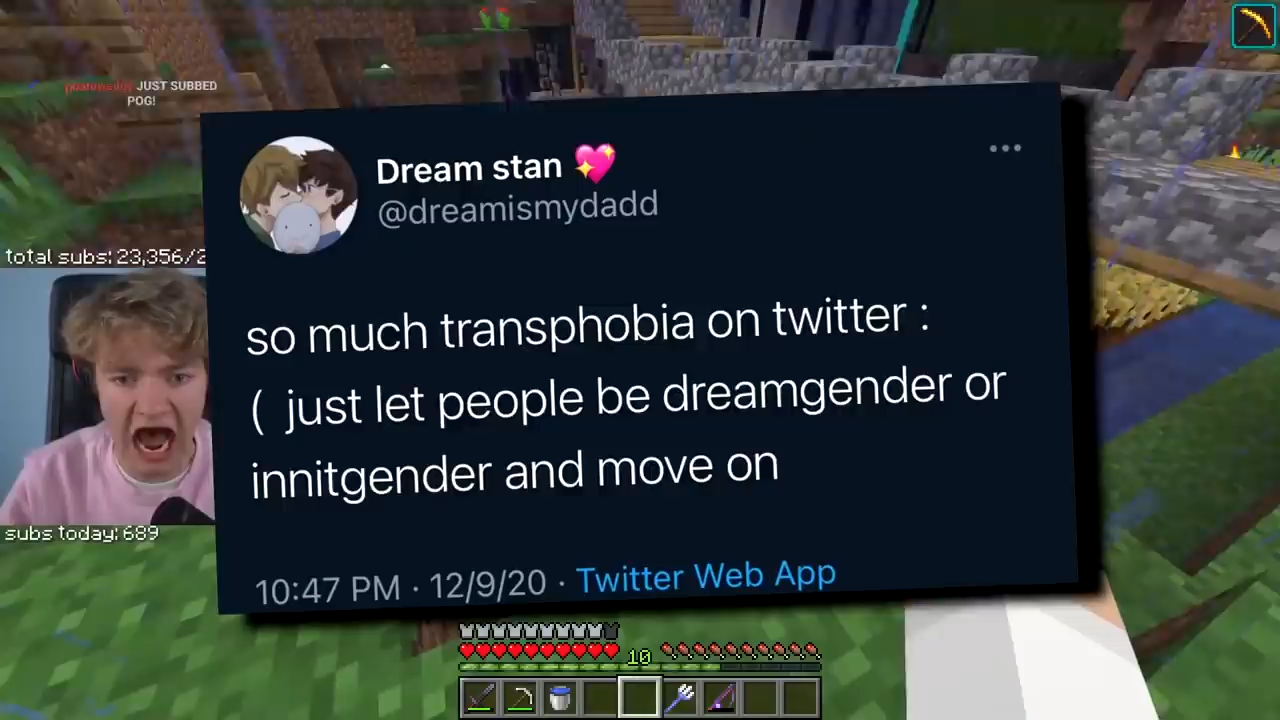 JUST SUBBED
POG!
Dream stan 💖
@dreamismydadd
total subs: 23,356/2
so much transphobia on twitter :
( just let people be dreamgender or
innitgender and move on
subs today: 689
10:47 PM · 12/9/20 · Twitter Web App
10